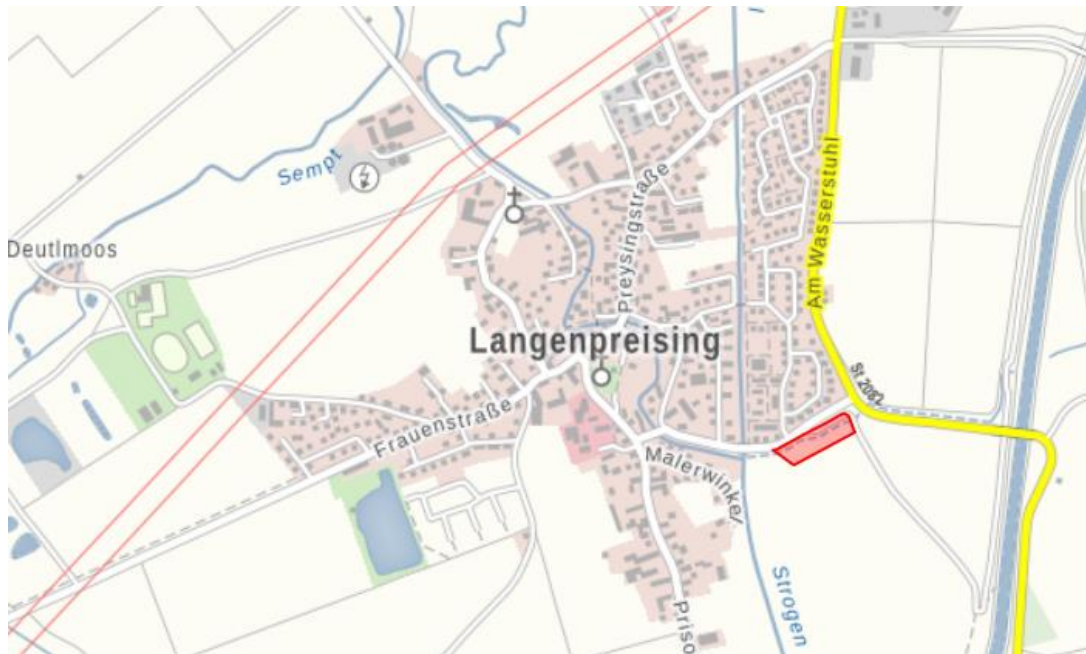 Sempt
Deutlmoos
Preysingstraße
Am Wasserstuhl
Langenpreising
St 2082
Frauenstraße
Malerwinkel
Strogen
Priso